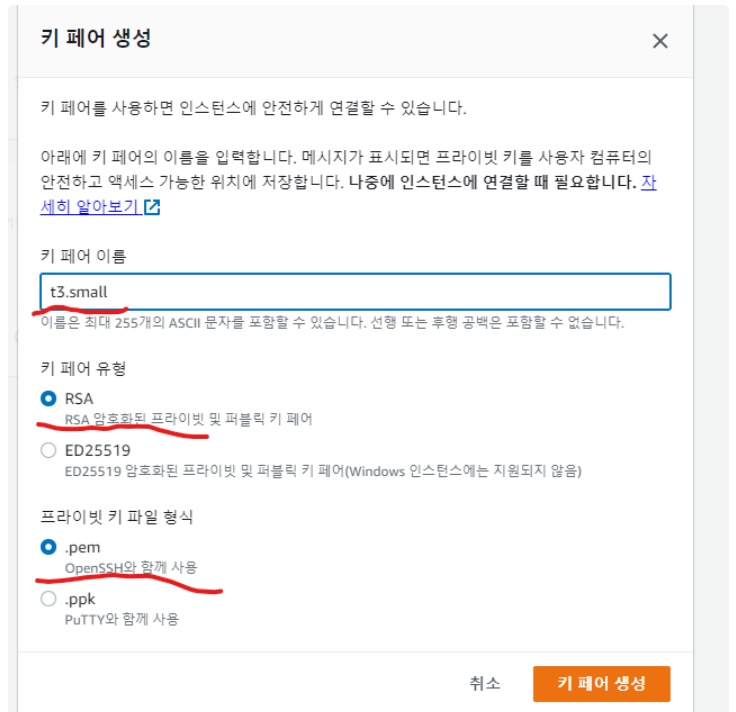 키 페어 생성
키 페어를 사용하면 인스턴스에 안전하게 연결할 수 있습니다.
아래에 키 페어의 이름을 입력합니다. 메시지가 표시되면 프라이빗 키를 사용자 컴퓨터의
안전하고 액세스 가능한 위치에 저장합니다. 나중에 인스턴스에 연결할 때 필요합니다. 자
세히 알아보기
키 페어 이름
t3.small
이름은 최대 255개의 ASCII 문자를 포함할 수 있습니다. 선행 또는 후행 공백은 포함할 수 없습니다.
키 페어 유형
RSA
RSA 암호화된 프라이빗 및 퍼블릭 키 페어
ED25519
ED25519 암호화된 프라이빗 및 퍼블릭 키 페어(Windows 인스턴스에는 지원되지 않음)
프라이빗 키 파일 형식
.pem
OpenSSH와 함께 사용
.ppk
PuTTY와 함께 사용
취소 키 페어 생성